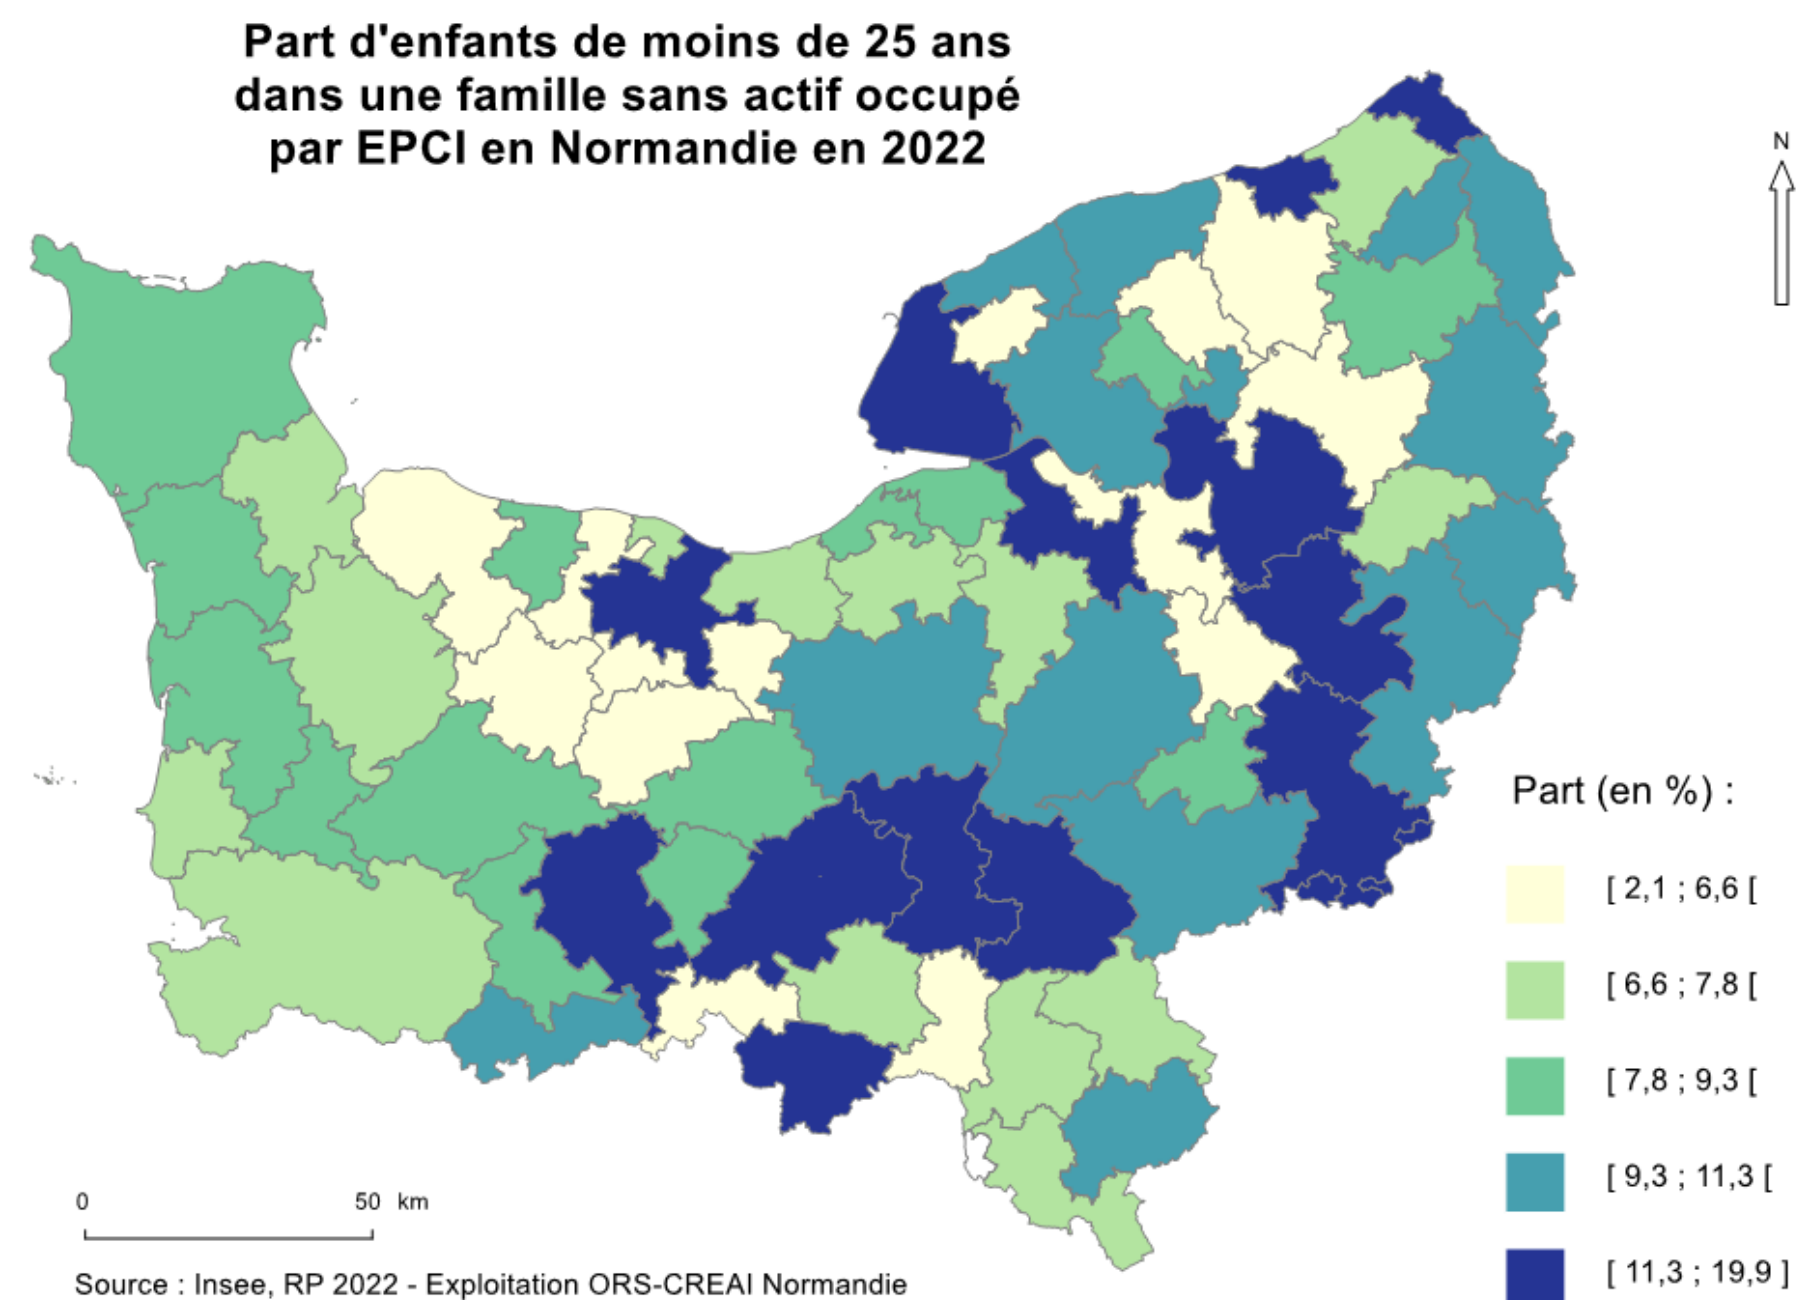 Part d'enfants de moins de 25 ans
dans une famille sans actif occupé
par EPCI en Normandie en 2022
N
Part (en %) :
[ 2,1 ; 6,6 [
[ 6,6 ; 7,8 [
[ 7,8 ; 9,3 [
[ 9,3 ; 11,3 [
[ 11,3 ; 19,9 ]
0 50 km
Source : Insee, RP 2022 - Exploitation ORS-CREAI Normandie